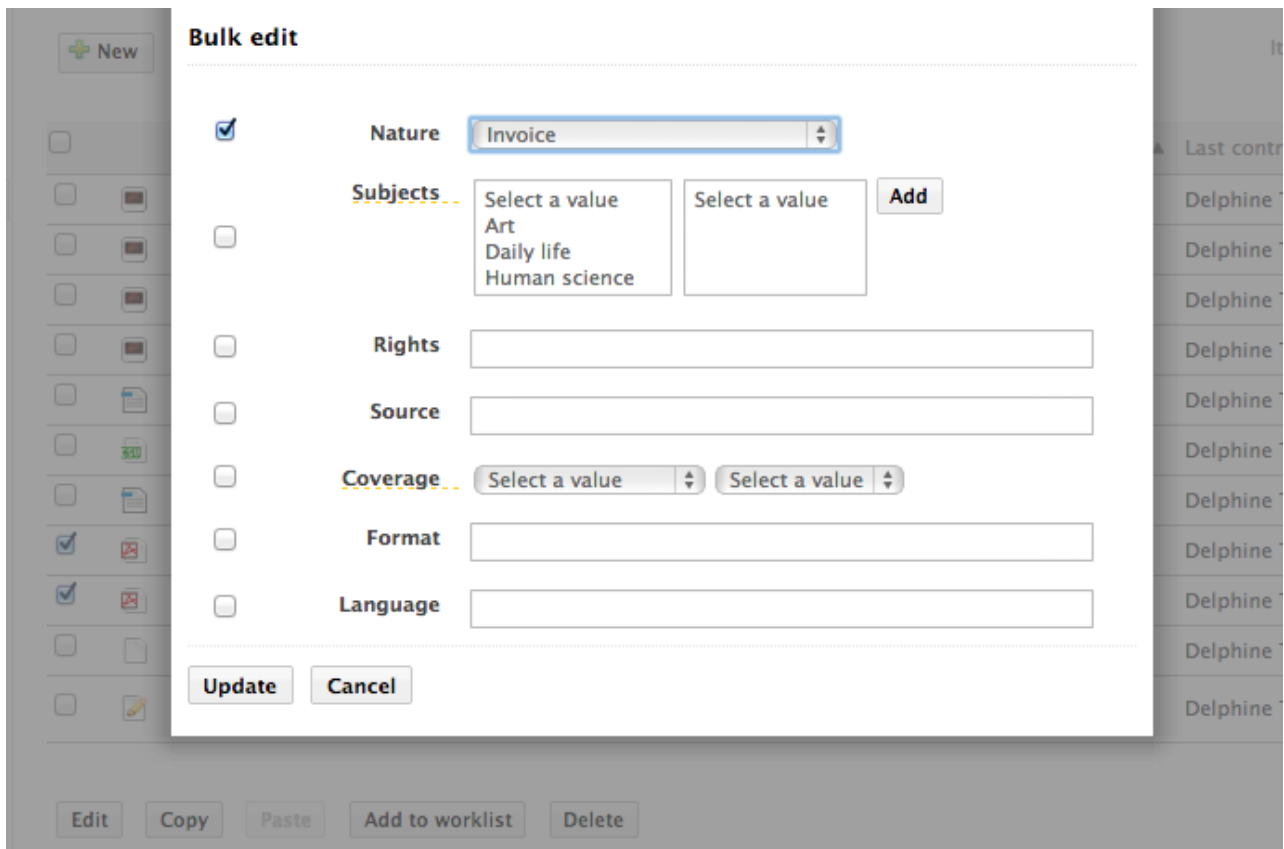 Bulk edit
New
It
Nature Invoice
Last contr
Subjects Select a value Select a value Add
Art
Daily life
Human science
Delphine T
Delphine T
Delphine T
Rights
Delphine T
Source
Delphine T
Delphine T
Coverage Select a value Select a value
Delphine T
Format
Delphine T
Language
Delphine T
Delphine T
Update Cancel
Delphine T
Edit Copy Paste Add to worklist Delete